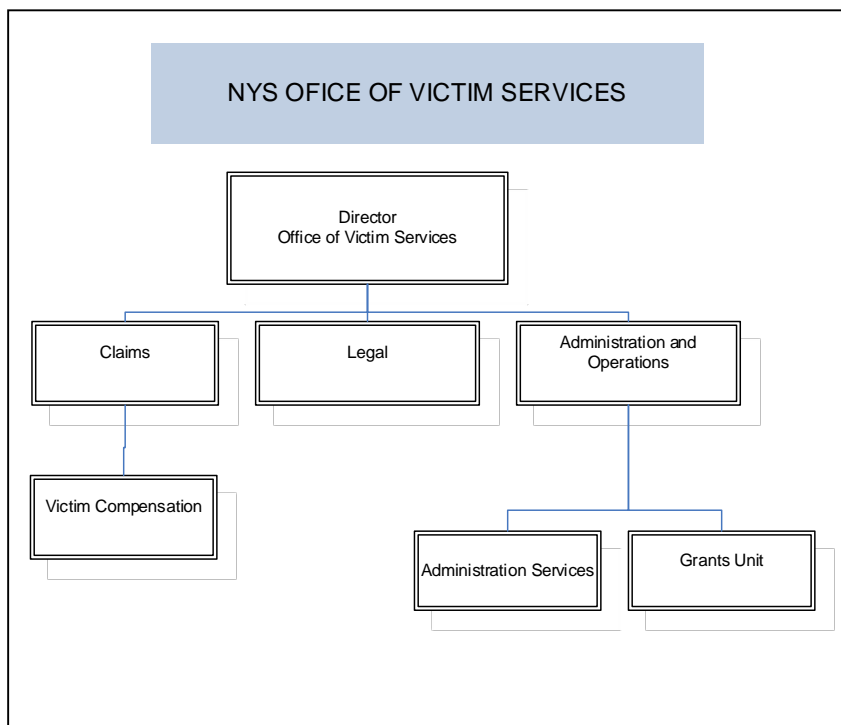 NYS OFICE OF VICTIM SERVICES
Director
Office of Victim Services
Claims
Legal
Administration and
Operations
Victim Compensation
Administration Services
Grants Unit